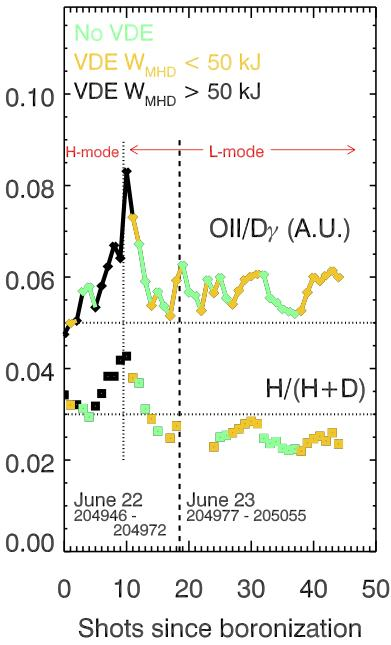 No VDE
VDE W_MHD < 50 kJ
VDE W_MHD > 50 kJ
0.10
H-mode
L-mode
0.08
OII/Dγ (A.U.)
0.06
0.04
H/(H+D)
0.02
June 22
204946 -
204972
June 23
204977 - 205055
0.00
0 10 20 30 40 50
Shots since boronization